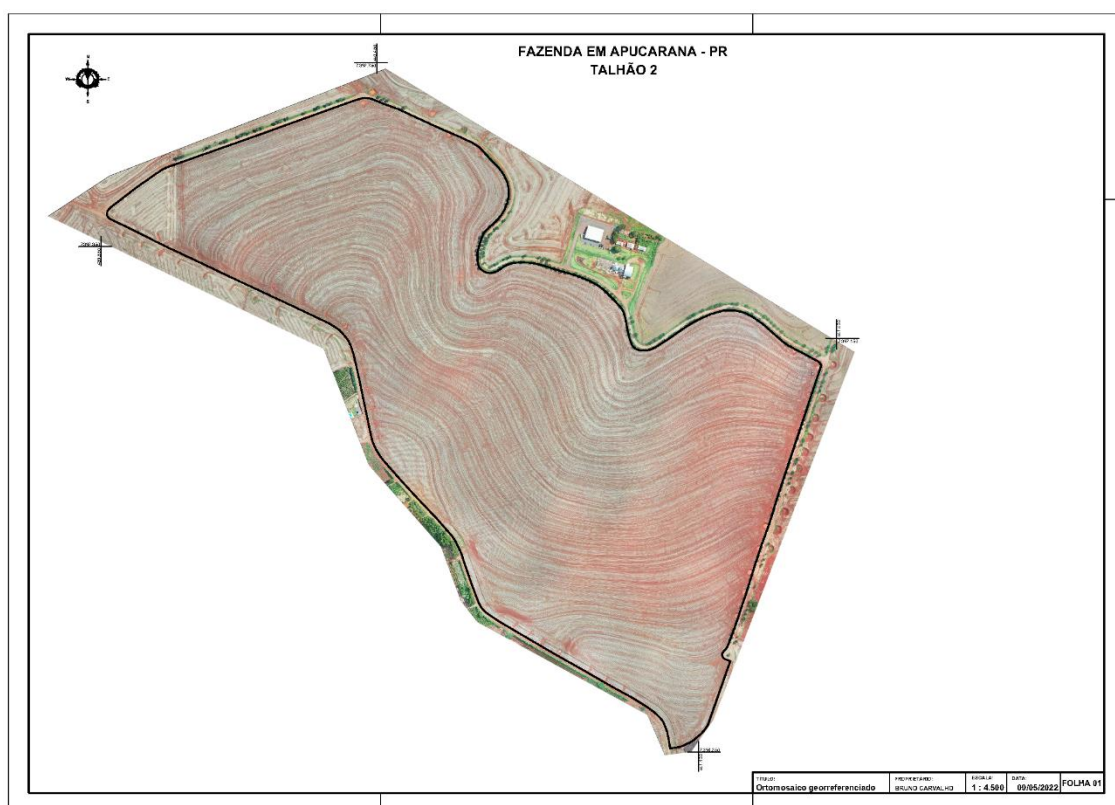 FAZENDA EM APUCARANA - PR
TALHÃO 2
N
S
TÍTULO:
Ortomosaico georreferenciado
PROPRIETÁRIO:
BRUNO CARVALHO
ESCALA:
1 : 4.500
DATA:
09/05/2022
FOLHA 01